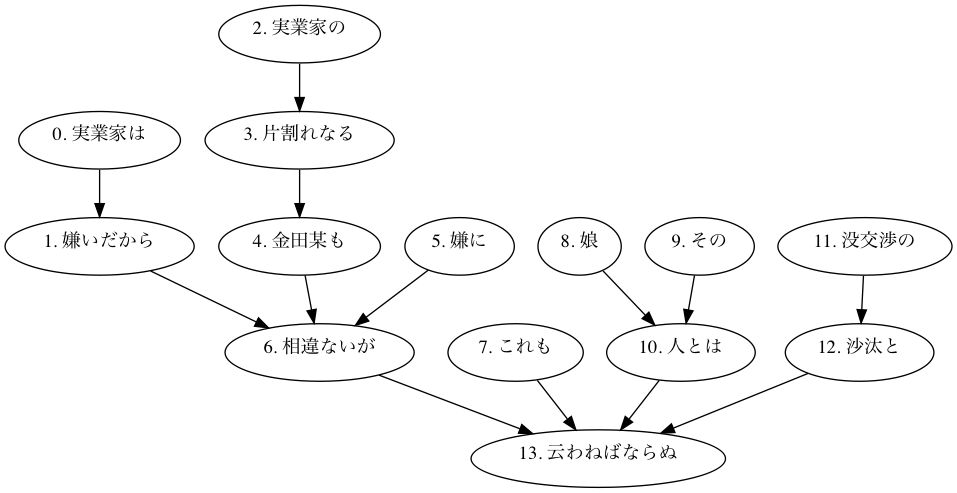 2. 実業家の
0. 実業家は
3. 片割れなる
1. 嫌いだから
4. 金田某も
5. 嫌に
8. 娘
9. その
11. 没交渉の
6. 相違ないが
7. これも
10. 人とは
12. 沙汰と
13. 云わねばならぬ